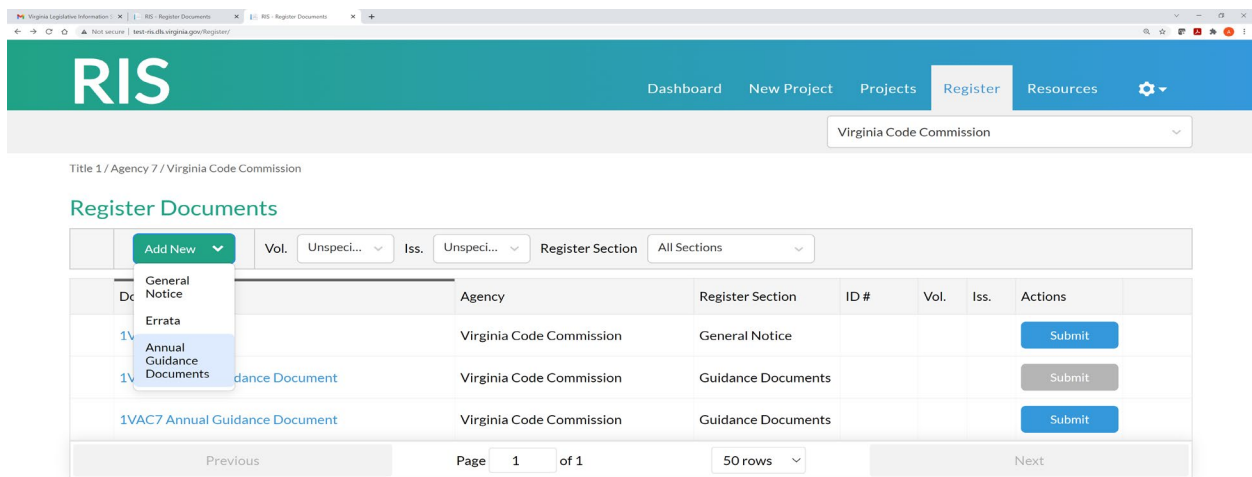 Virginia Legislative Information | RIS - Register Documents RIS - Register Documents
Not secure | test-ris.dls.virginia.gov/Register/
RIS
Dashboard New Project Projects Register Resources
Virginia Code Commission
Title 1 / Agency 7 / Virginia Code Commission
Register Documents
Add New Vol. Unspeci... Iss. Unspeci... Register Section All Sections
General
Notice
Errata
Annual
Guidance
Documents
Do Agency Register Section ID # Vol. Iss. Actions
1V Virginia Code Commission General Notice Submit
1V dance Document Virginia Code Commission Guidance Documents Submit
1VAC7 Annual Guidance Document Virginia Code Commission Guidance Documents Submit
Previous Page 1 of 1 50 rows Next